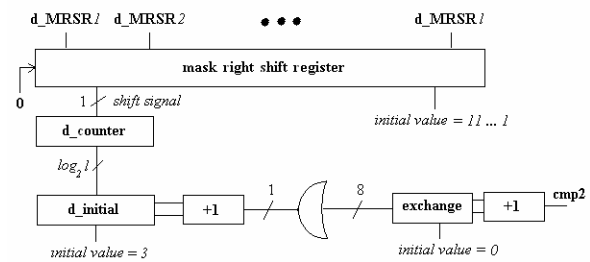 d_MRSR1 d_MRSR2 ••• d_MRSRl
mask right shift register
0
1 shift signal
initial value = 11 ... 1
d_counter
log2 l
d_initial
+1
1
8
exchange
+1
cmp2
initial value = 3
initial value = 0